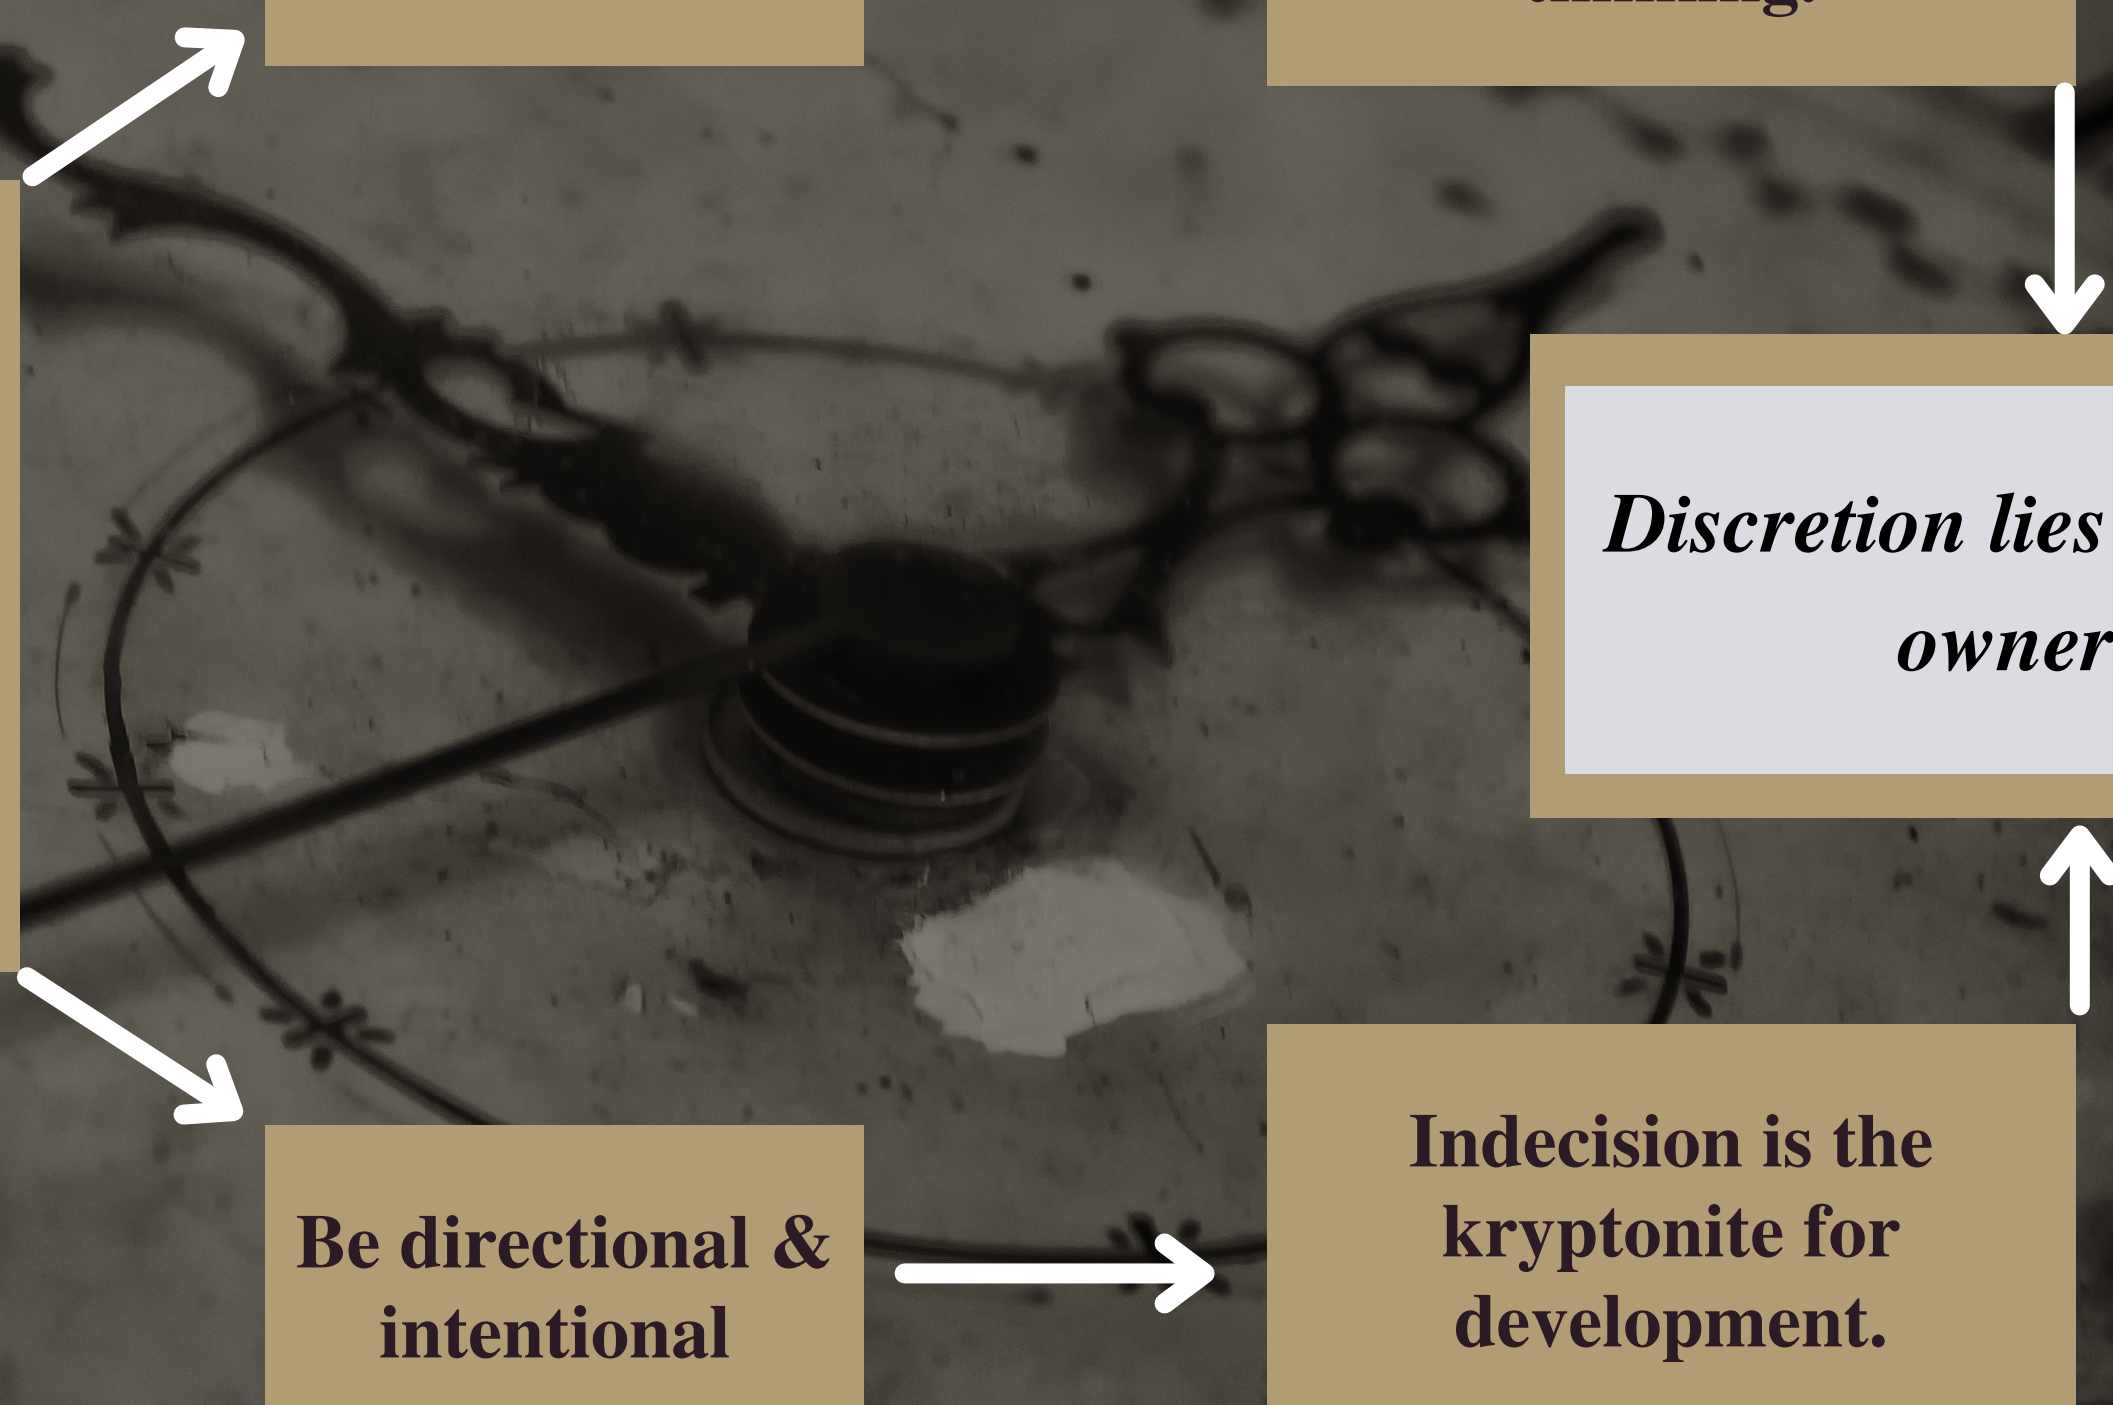 Discretion lies
owner
Be directional &
intentional
Indecision is the
kryptonite for
development.